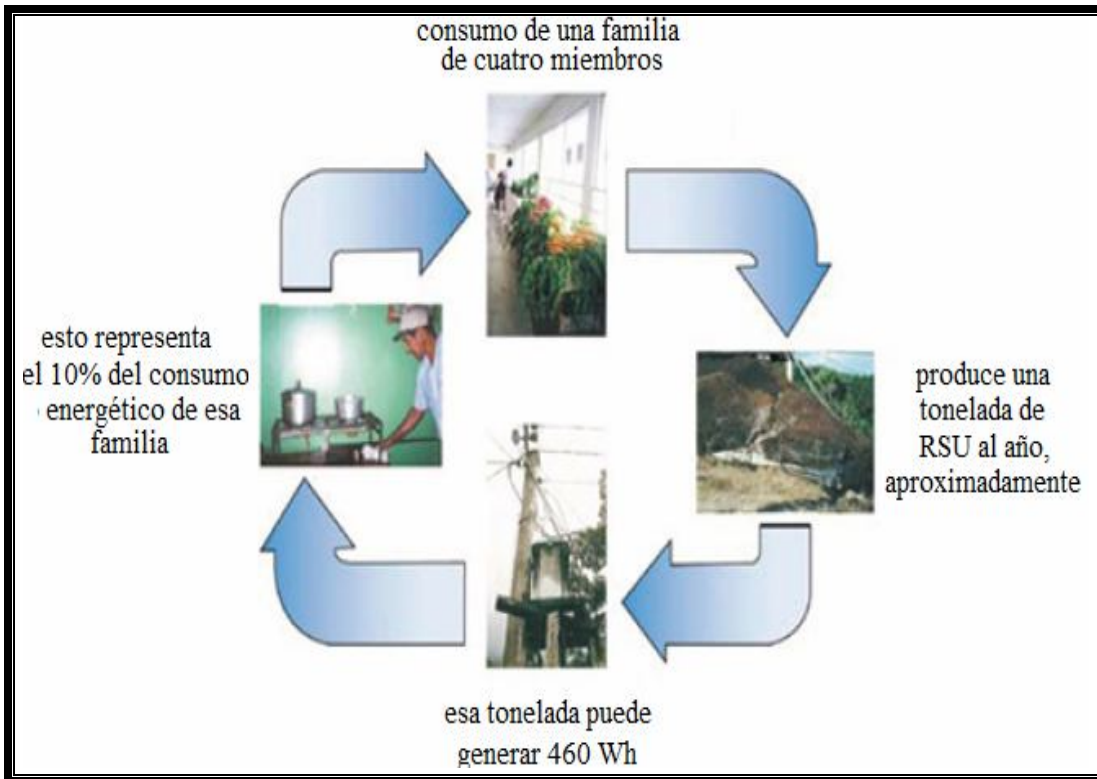 consumo de una familia
de cuatro miembros
produce una
tonelada de
RSU al año,
aproximadamente
esa tonelada puede
generar 460 Wh
esto representa
el 10% del consumo
energético de esa
familia